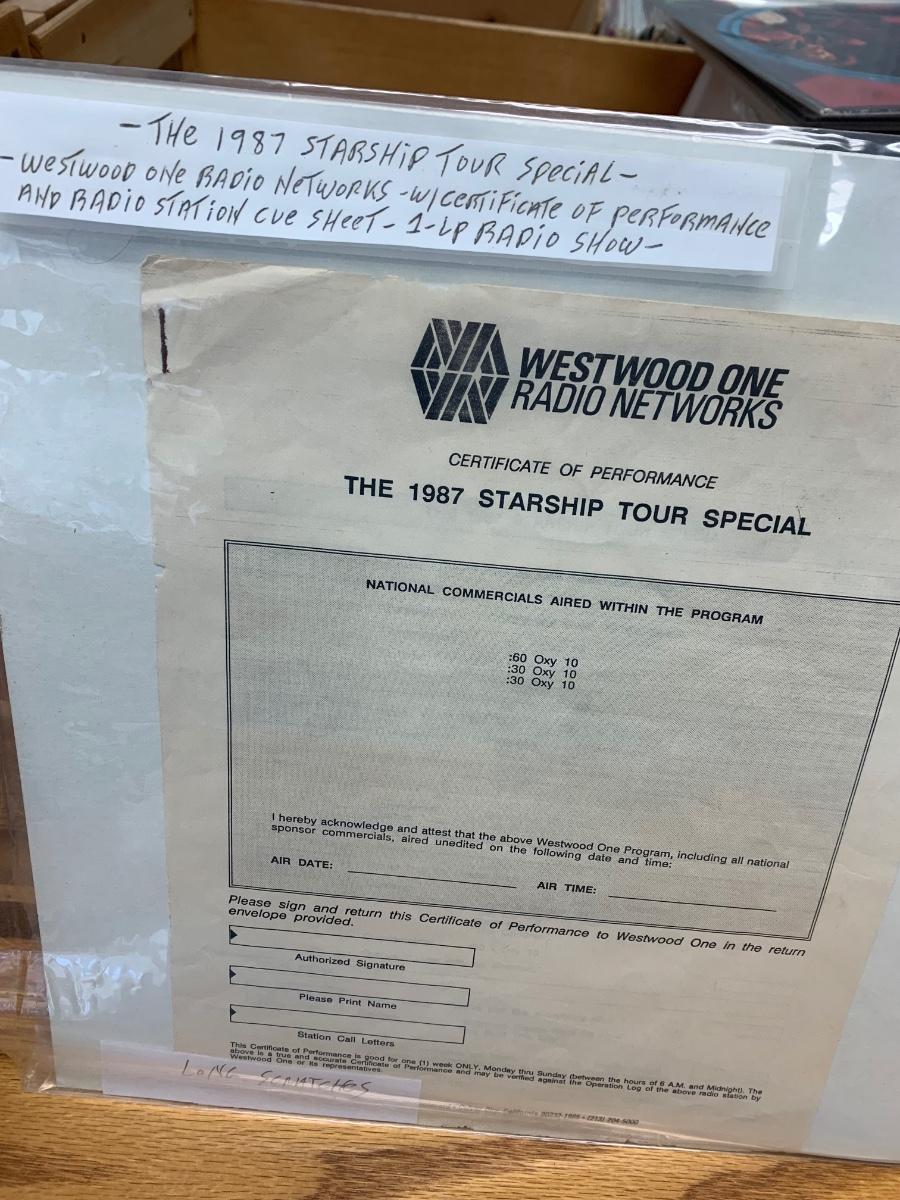 - THE 1987 STARSHIP TOUR SPECIAL -
- WESTWOOD ONE RADIO NETWORKS - W/CERTIFICATE OF PERFORMANCE
AND RADIO STATION CUE SHEET - 1-LP RADIO SHOW -
WESTWOOD ONE
RADIO NETWORKS
CERTIFICATE OF PERFORMANCE
THE 1987 STARSHIP TOUR SPECIAL
NATIONAL COMMERCIALS AIRED WITHIN THE PROGRAM
:60 Oxy 10
:30 Oxy 10
:30 Oxy 10
I hereby acknowledge and attest that the above Westwood One Program, including all national
sponsor commercials, aired unedited on the following date and time:
AIR DATE:
AIR TIME:
Please sign and return this Certificate of Performance to Westwood One in the return
envelope provided.
Authorized Signature
Please Print Name
Station Call Letters
This Certificate of Performance is good for one (1) week ONLY, Monday thru Sunday (between the hours of 6 A.M. and Midnight). The
above is a true and accurate Certificate of Performance and may be verified against the Operation Log of the above radio station by
Westwood One or its representatives.
LONG SCRATCHES
California 90230-1985 • (213) 204-5000